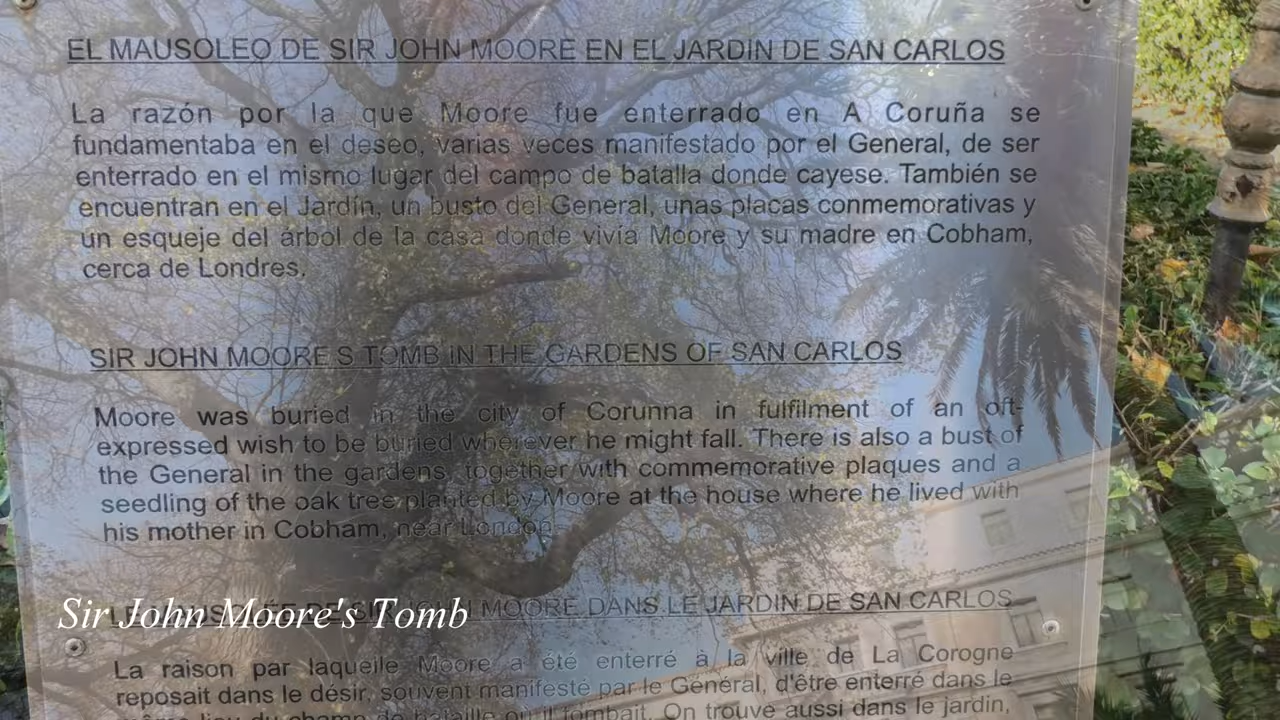 EL MAUSOLEO DE SIR JOHN MOORE EN EL JARDIN DE SAN CARLOS
La razón por la que Moore fue enterrado en A Coruña se
fundamentaba en el deseo, varias veces manifestado por el General, de ser
enterrado en el mismo lugar del campo de batalla donde cayese. También se
encuentran en el Jardín, un busto del General, unas placas conmemorativas y
un esqueje del árbol de la casa donde vivía Moore y su madre en Cobham,
cerca de Londres.
SIR JOHN MOORE'S TOMB IN THE GARDENS OF SAN CARLOS
Moore was buried in the city of Corunna in fulfilment of an oft-
expressed wish to be buried wherever he might fall. There is also a bust of
the General in the gardens, together with commemorative plaques and a
seedling of the oak tree planted by Moore at the house where he lived with
his mother in Cobham, near London.
MOORE DANS LE JARDIN DE SAN CARLOS
Sir John Moore's Tomb
La raison par laquelle Moore a été enterré à la ville de La Corogne
reposait dans le désir, souvent manifesté par le Général, d'être enterré dans le
même lieu du champ de bataille où il tombait. On trouve aussi dans le jardin,